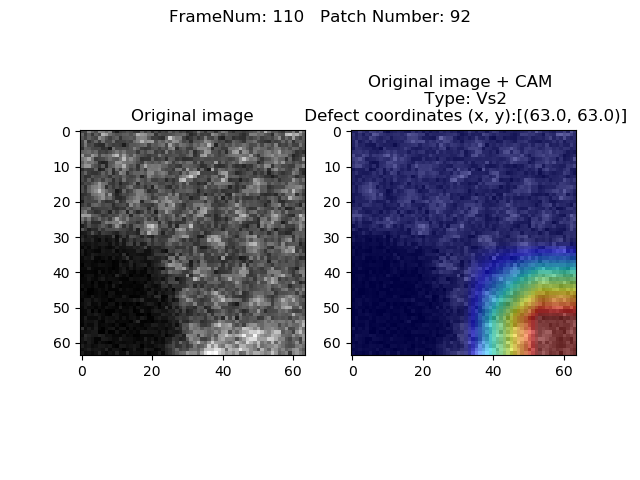 FrameNum: 110   Patch Number: 92
Original image
0
10
20
30
40
50
60
0 20 40 60
Original image + CAM
Type: Vs2
Defect coordinates (x, y):[(63.0, 63.0)]
0
10
20
30
40
50
60
0 20 40 60